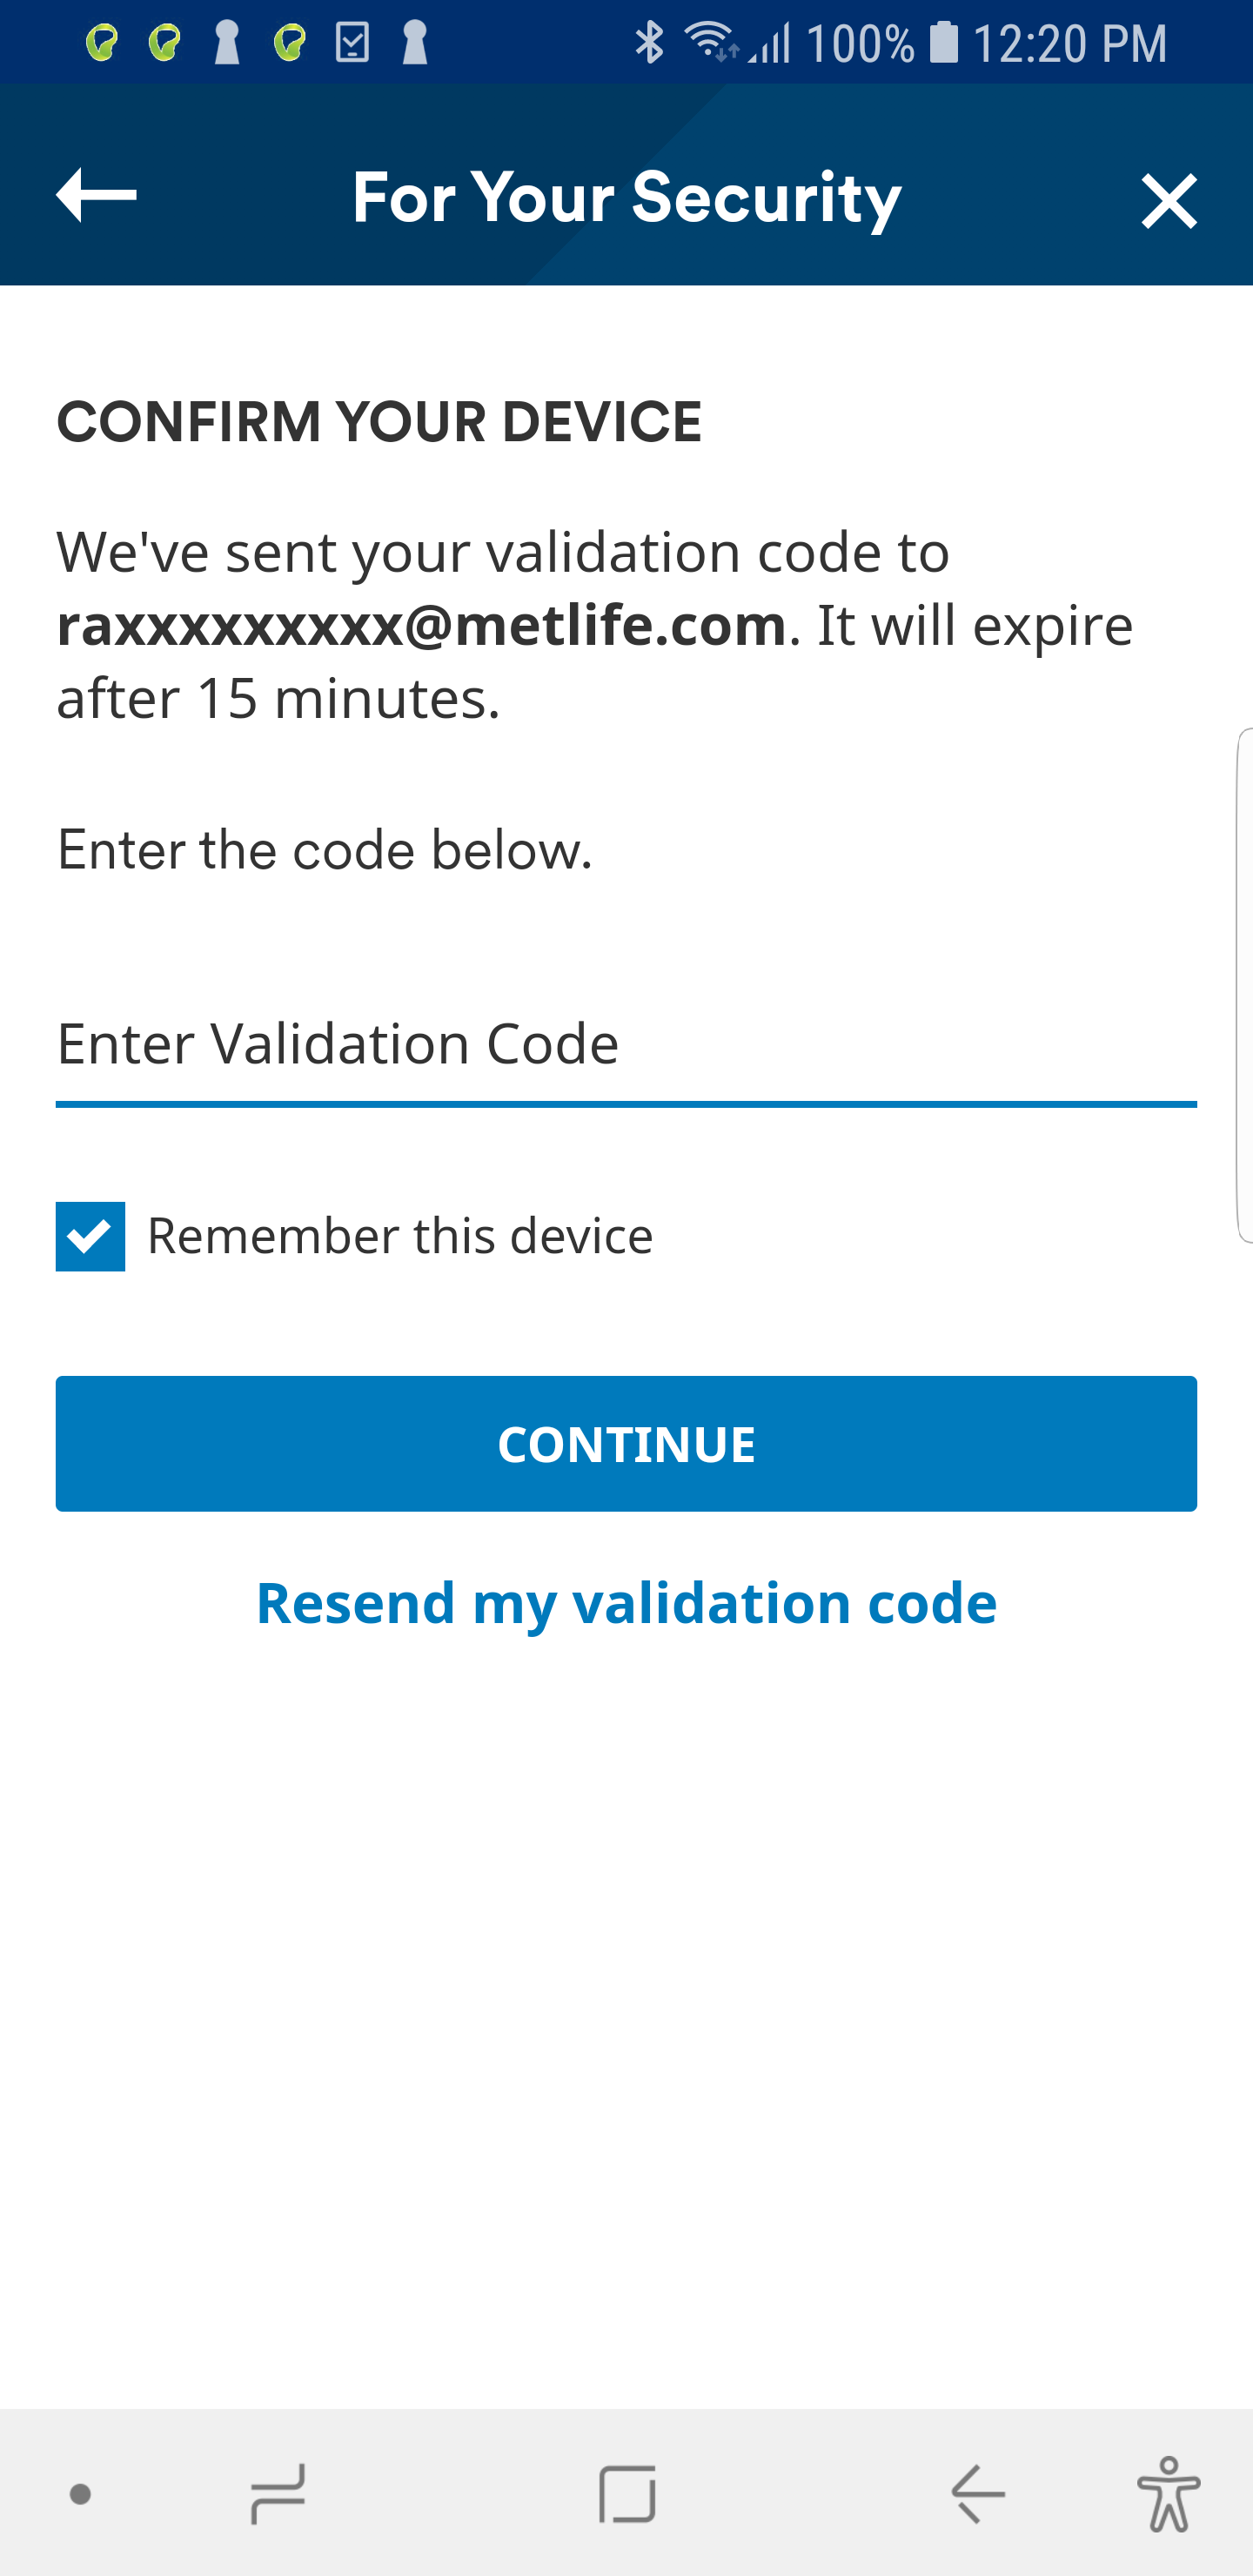 100% 12:20 PM
For Your Security
CONFIRM YOUR DEVICE
We've sent your validation code to
raxxxxxxxxx@metlife.com. It will expire
after 15 minutes.
Enter the code below.
Enter Validation Code
Remember this device
CONTINUE
Resend my validation code